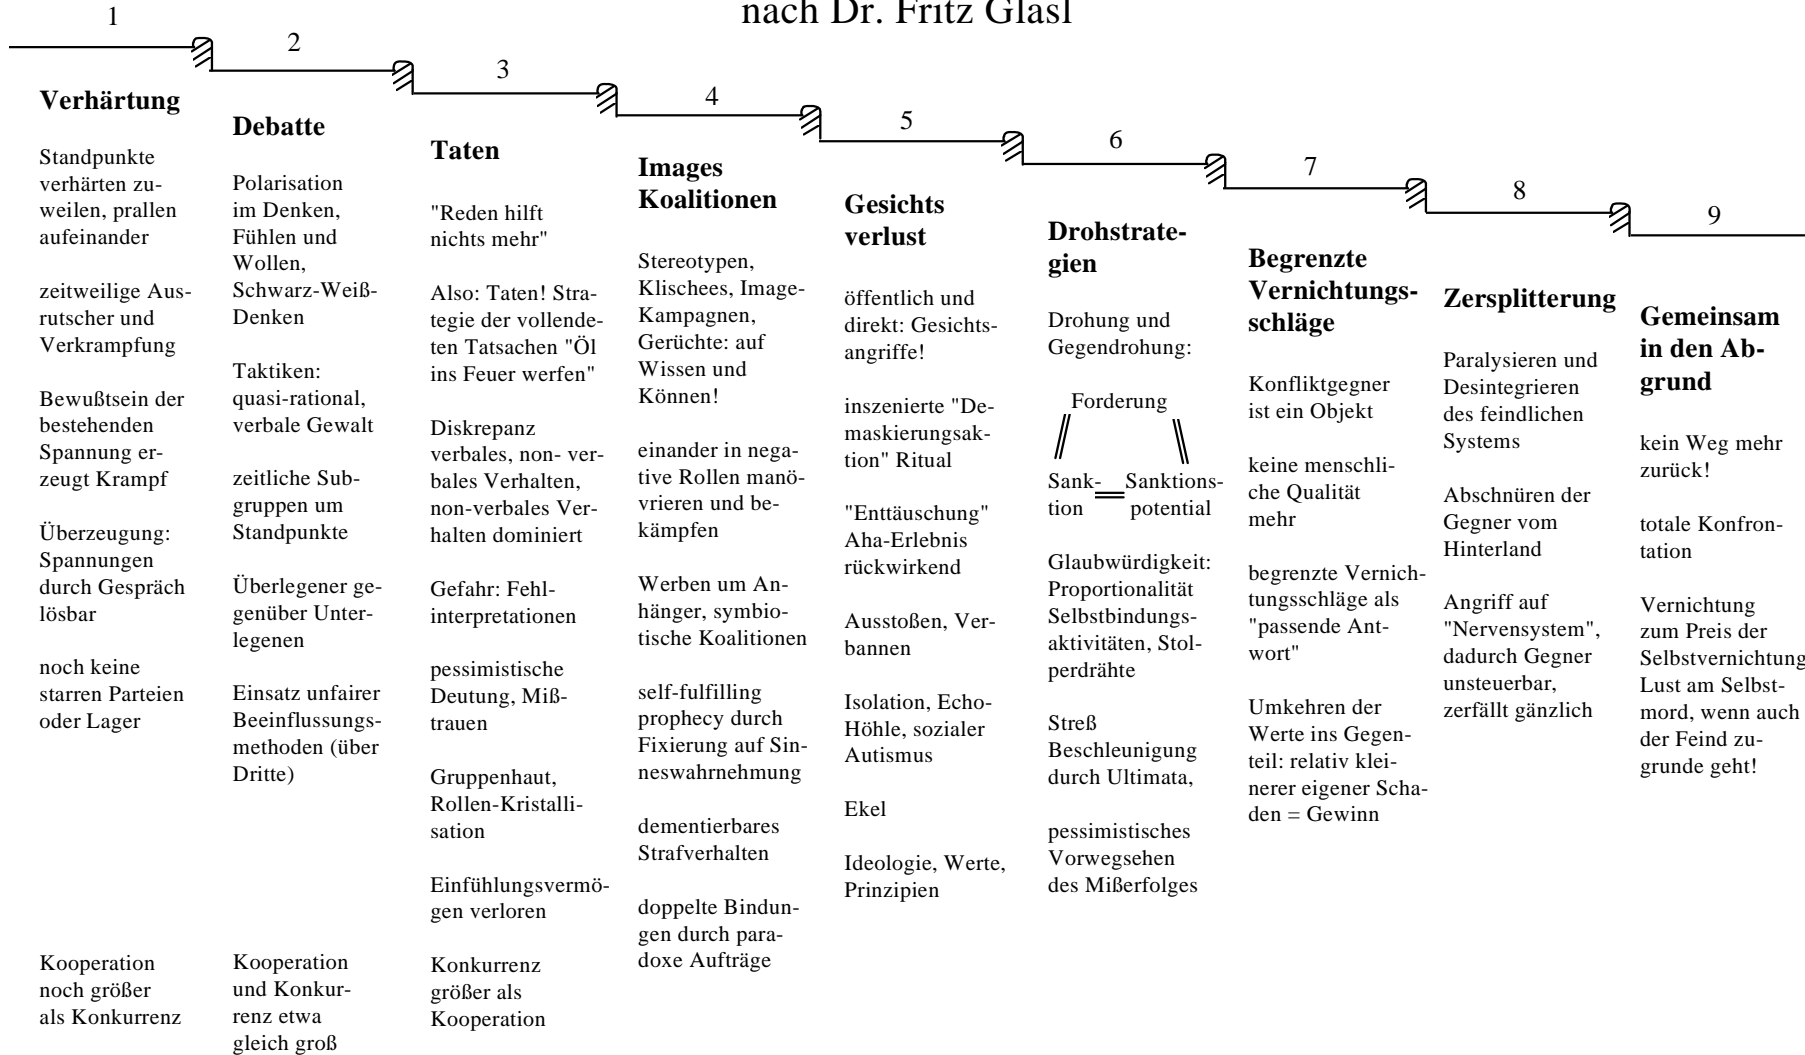 nach Dr. Fritz Glasl
1
Verhärtung
Standpunkte
verhärten zu-
weilen, prallen
aufeinander
zeitweilige Aus-
rutscher und
Verkrampfung
Bewußtsein der
bestehenden
Spannung er-
zeugt Krampf
Überzeugung:
Spannungen
durch Gespräch
lösbar
noch keine
starren Parteien
oder Lager
Kooperation
noch größer
als Konkurrenz
2
Debatte
Polarisation
im Denken,
Fühlen und
Wollen,
Schwarz-Weiß-
Denken
Taktiken:
quasi-rational,
verbale Gewalt
zeitliche Sub-
gruppen um
Standpunkte
Überlegener ge-
genüber Unter-
legenen
Einsatz unfairer
Beeinflussungs-
methoden (über
Dritte)
Kooperation
und Konkur-
renz etwa
gleich groß
3
Taten
"Reden hilft
nichts mehr"
Also: Taten! Stra-
tegie der vollende-
ten Tatsachen "Öl
ins Feuer werfen"
Diskrepanz
verbales, non- ver-
bales Verhalten,
non-verbales Ver-
halten dominiert
Gefahr: Fehl-
interpretationen
pessimistische
Deutung, Miß-
trauen
Gruppenhaut,
Rollen-Kristalli-
sation
Einfühlungsvermö-
gen verloren
Konkurrenz
größer als
Kooperation
4
Images
Koalitionen
Stereotypen,
Klischees, Image-
Kampagnen,
Gerüchte: auf
Wissen und
Können!
einander in nega-
tive Rollen manö-
vrieren und be-
kämpfen
Werben um An-
hänger, symbio-
tische Koalitionen
self-fulfilling
prophecy durch
Fixierung auf Sin-
neswahrnehmung
dementierbares
Strafverhalten
doppelte Bindun-
gen durch para-
doxe Aufträge
5
Gesichts
verlust
öffentlich und
direkt: Gesichts-
angriffe!
inszenierte "De-
maskierungsak-
tion" Ritual
"Enttäuschung"
Aha-Erlebnis
rückwirkend
Ausstoßen, Ver-
bannen
Isolation, Echo-
Höhle, sozialer
Autismus
Ekel
Ideologie, Werte,
Prinzipien
6
Drohstrate-
gien
Drohung und
Gegendrohung:
Forderung
Sank- Sanktions-
tion potential
Glaubwürdigkeit:
Proportionalität
Selbstbindungs-
aktivitäten, Stol-
perdrähte
Streß
Beschleunigung
durch Ultimata,
pessimistisches
Vorwegsehen
des Mißerfolges
7
Begrenzte
Vernichtungs-
schläge
Konfliktgegner
ist ein Objekt
keine menschli-
che Qualität
mehr
begrenzte Vernich-
tungsschläge als
"passende Ant-
wort"
Umkehren der
Werte ins Gegen-
teil: relativ klei-
nerer eigener Scha-
den = Gewinn
8
Zersplitterung
Paralysieren und
Desintegrieren
des feindlichen
Systems
Abschnüren der
Gegner vom
Hinterland
Angriff auf
"Nervensystem",
dadurch Gegner
unsteuerbar,
zerfällt gänzlich
9
Gemeinsam
in den Ab-
grund
kein Weg mehr
zurück!
totale Konfron-
tation
Vernichtung
zum Preis der
Selbstvernichtung
Lust am Selbst-
mord, wenn auch
der Feind zu-
grunde geht!